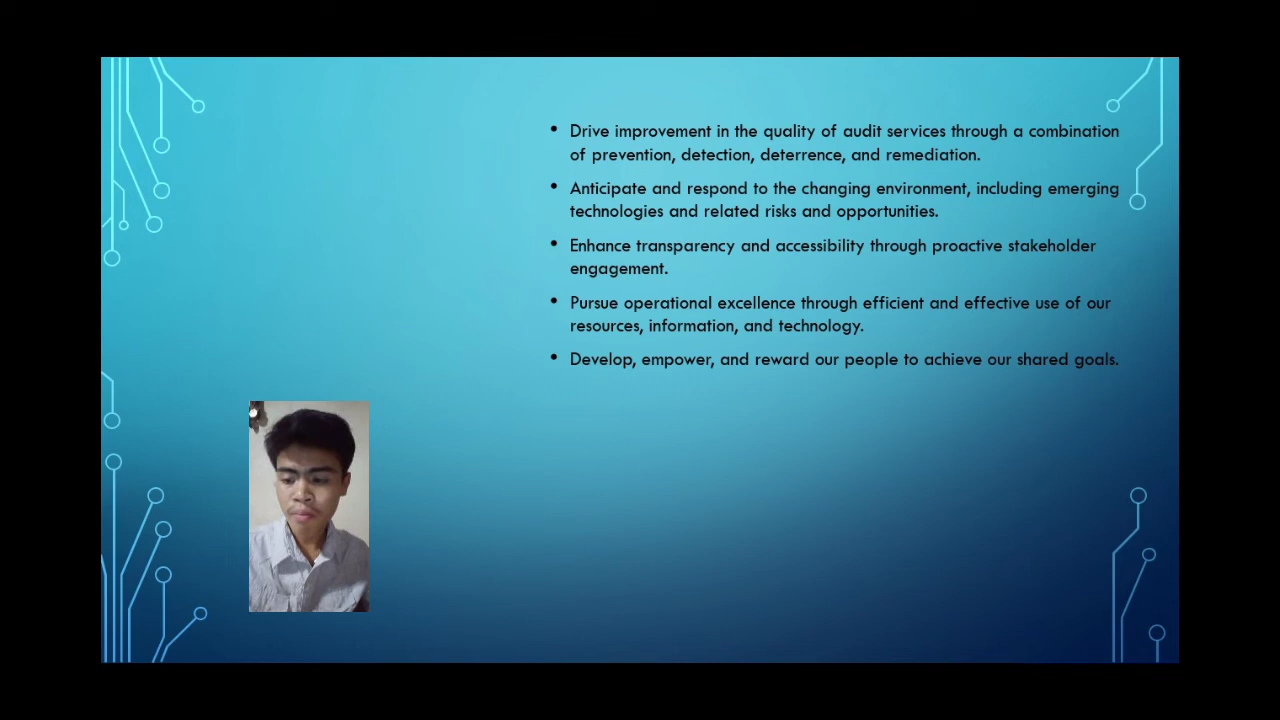 • Drive improvement in the quality of audit services through a combination
of prevention, detection, deterrence, and remediation.
• Anticipate and respond to the changing environment, including emerging
technologies and related risks and opportunities.
• Enhance transparency and accessibility through proactive stakeholder
engagement.
• Pursue operational excellence through efficient and effective use of our
resources, information, and technology.
• Develop, empower, and reward our people to achieve our shared goals.